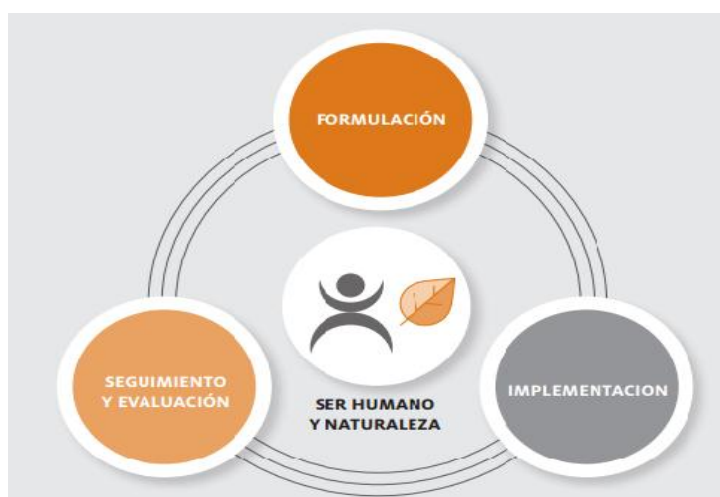 FORMULACIÓN
SEGUIMIENTO
Y EVALUACIÓN
IMPLEMENTACION
SER HUMANO
Y NATURALEZA